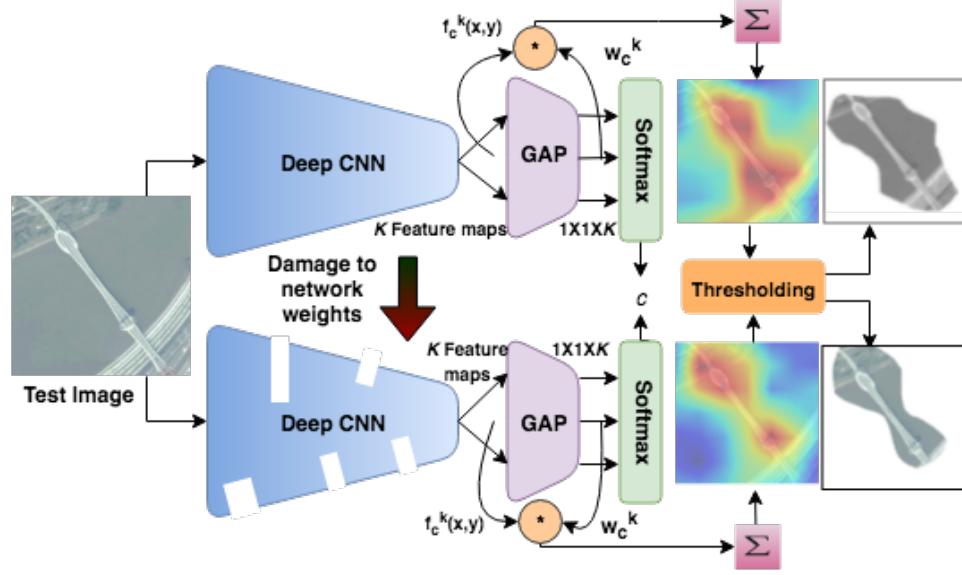 f_c^k(x,y)
*
Σ
w_c^k
Deep CNN
GAP
Softmax
K Feature maps
1X1XK
Test Image
Damage to
network
weights
c
Thresholding
K Feature
maps
1X1XK
Deep CNN
GAP
Softmax
f_c^k(x,y)
*
w_c^k
Σ